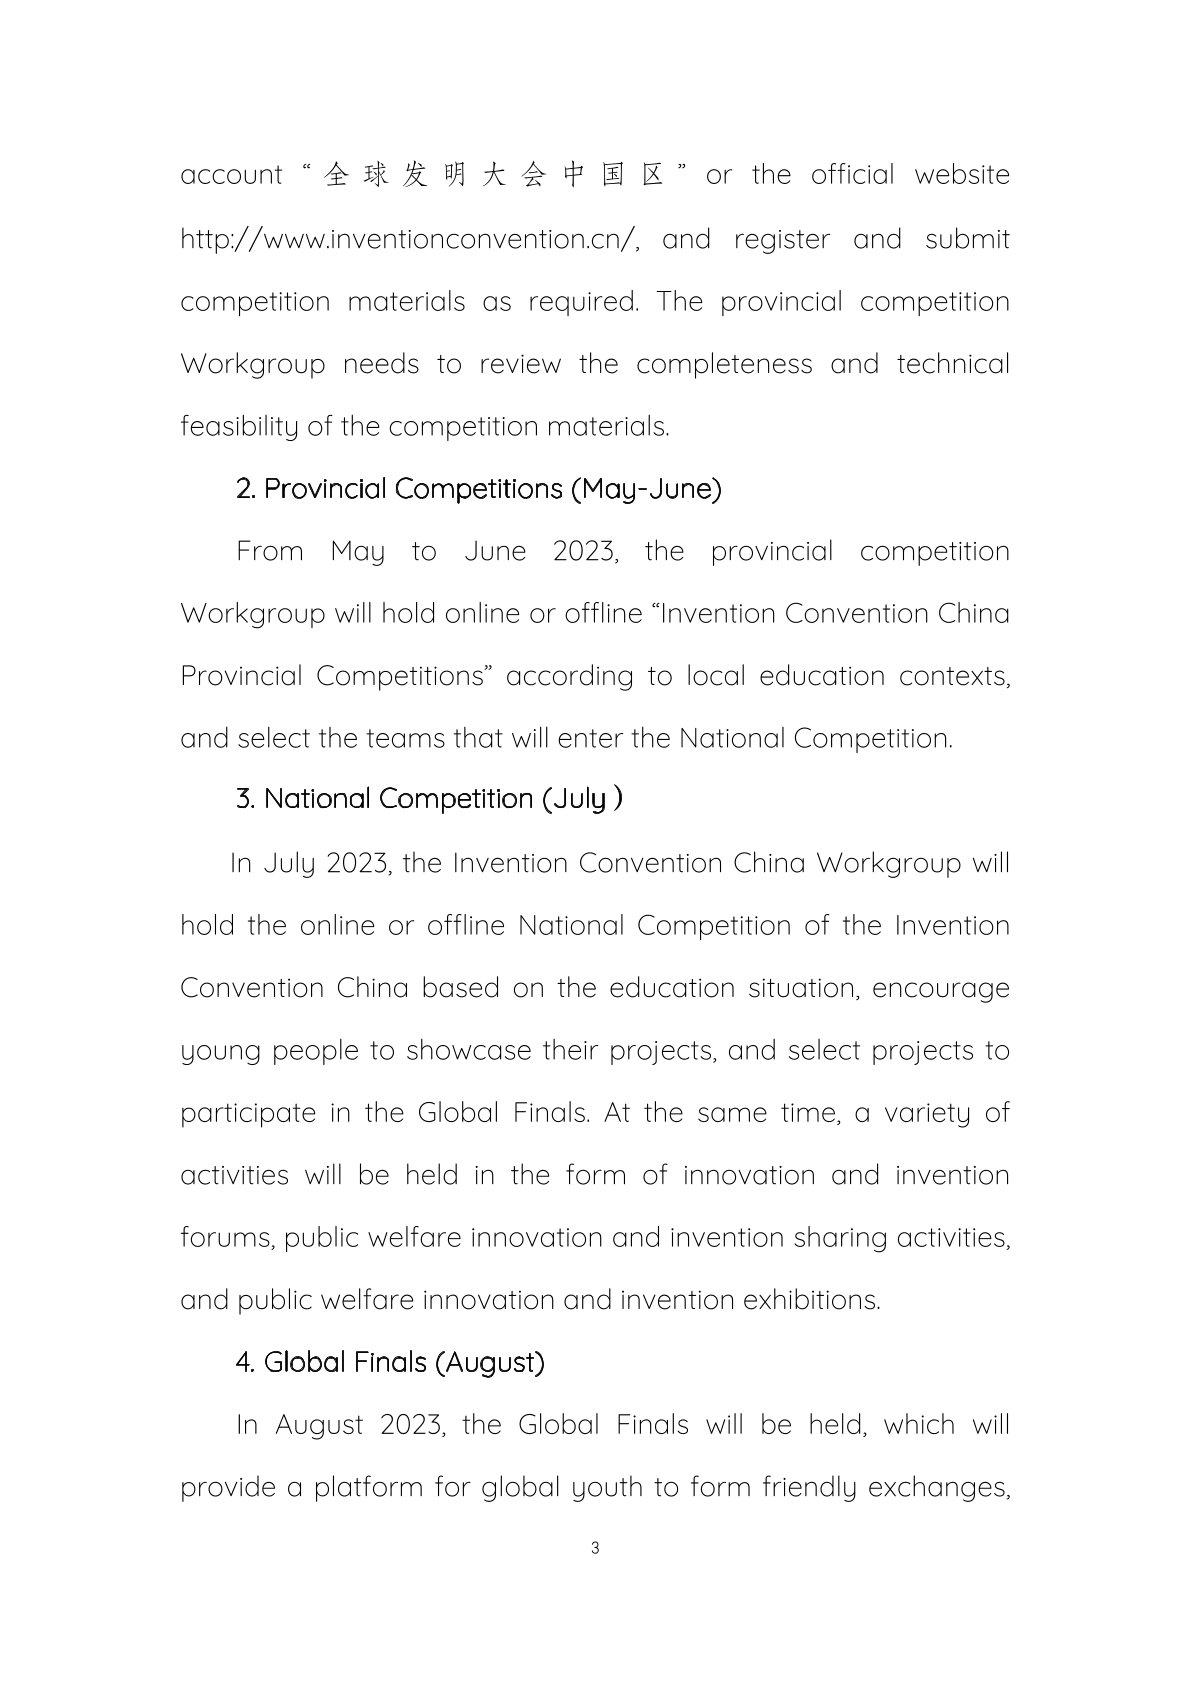 account “全球发明大会中国区” or the official website
http://www.inventionconvention.cn/, and register and submit
competition materials as required. The provincial competition
Workgroup needs to review the completeness and technical
feasibility of the competition materials.
2. Provincial Competitions (May-June)
From May to June 2023, the provincial competition
Workgroup will hold online or offline “Invention Convention China
Provincial Competitions” according to local education contexts,
and select the teams that will enter the National Competition.
3. National Competition (July）
In July 2023, the Invention Convention China Workgroup will
hold the online or offline National Competition of the Invention
Convention China based on the education situation, encourage
young people to showcase their projects, and select projects to
participate in the Global Finals. At the same time, a variety of
activities will be held in the form of innovation and invention
forums, public welfare innovation and invention sharing activities,
and public welfare innovation and invention exhibitions.
4. Global Finals (August)
In August 2023, the Global Finals will be held, which will
provide a platform for global youth to form friendly exchanges,
3